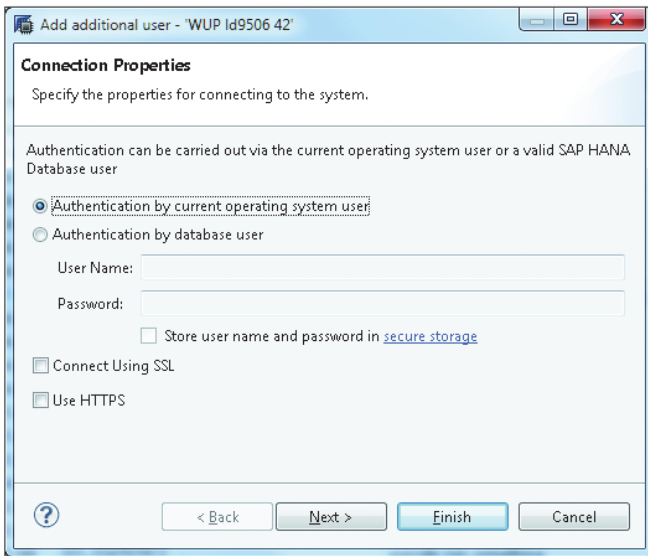 Add additional user - 'WUP ld9506 42'
Connection Properties
Specify the properties for connecting to the system.
Authentication can be carried out via the current operating system user or a valid SAP HANA
Database user
Authentication by current operating system user
Authentication by database user
User Name:
Password:
Store user name and password in secure storage
Connect Using SSL
Use HTTPS
?
< Back
Next >
Finish
Cancel